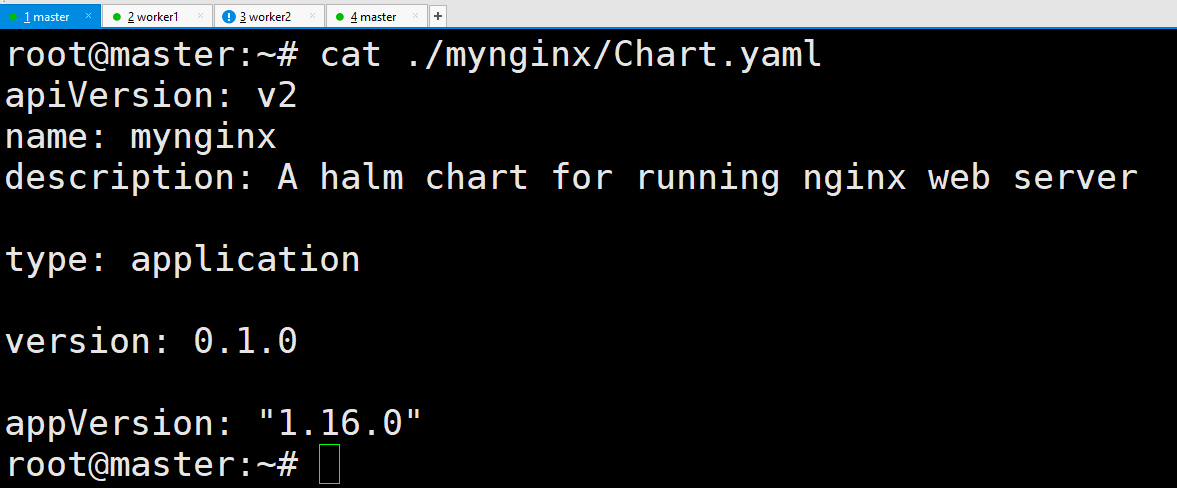 1 master
2 worker1
3 worker2
4 master
root@master:~# cat ./mynginx/Chart.yaml
apiVersion: v2
name: mynginx
description: A halm chart for running nginx web server
type: application
version: 0.1.0
appVersion: "1.16.0"
root@master:~#